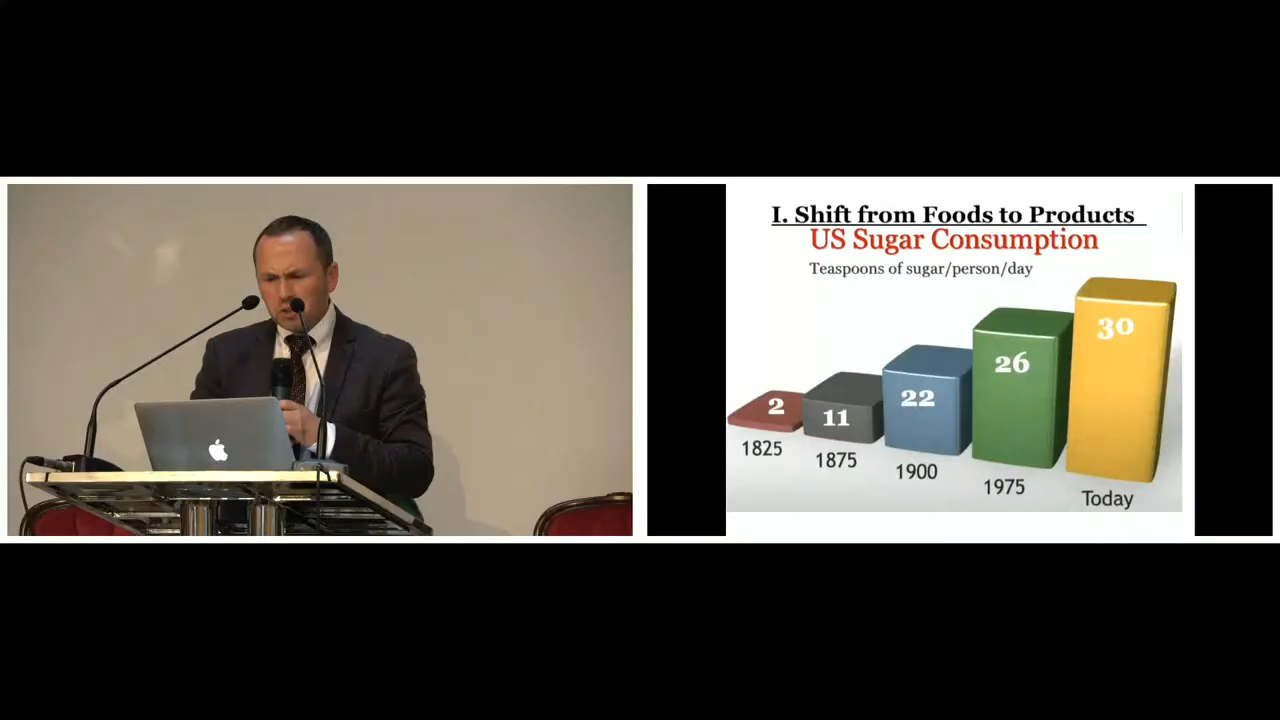 I. Shift from Foods to Products
US Sugar Consumption
Teaspoons of sugar/person/day
2
11
22
26
30
1825
1875
1900
1975
Today